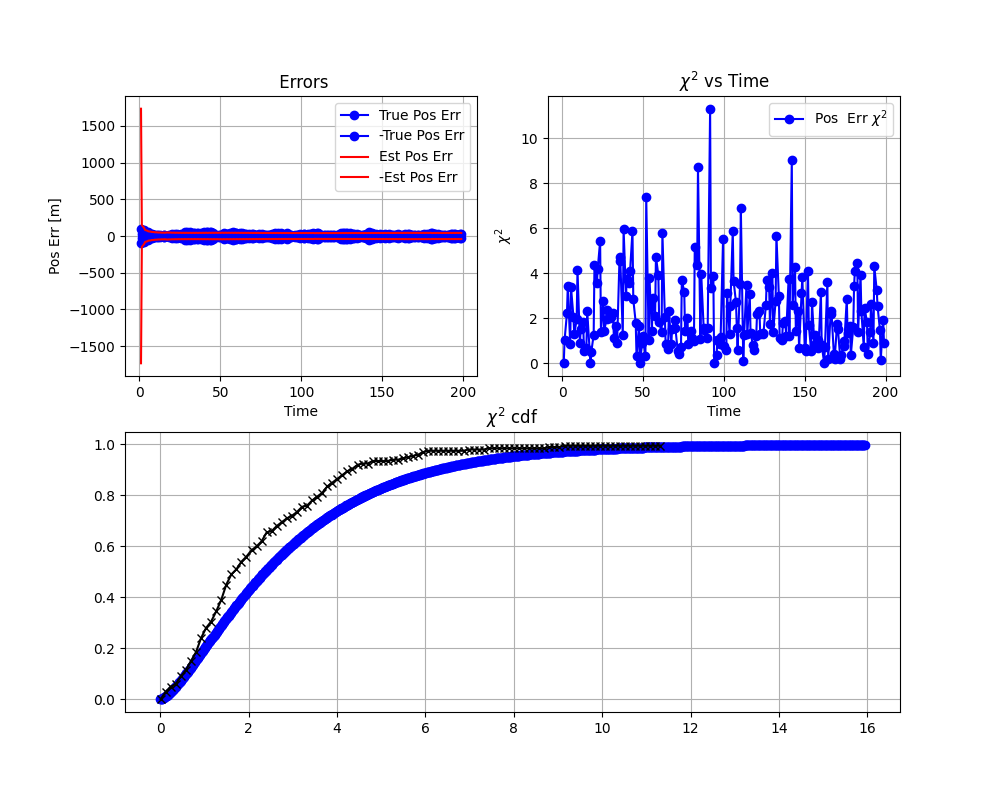 Errors
True Pos Err
-True Pos Err
Est Pos Err
-Est Pos Err
1500
1000
500
0
−500
−1000
−1500
Pos Err [m]
0 50 100 150 200
Time
χ² vs Time
Pos Err χ²
10
8
6
4
2
0
χ²
0 50 100 150 200
Time
χ² cdf
1.0
0.8
0.6
0.4
0.2
0.0
0 2 4 6 8 10 12 14 16